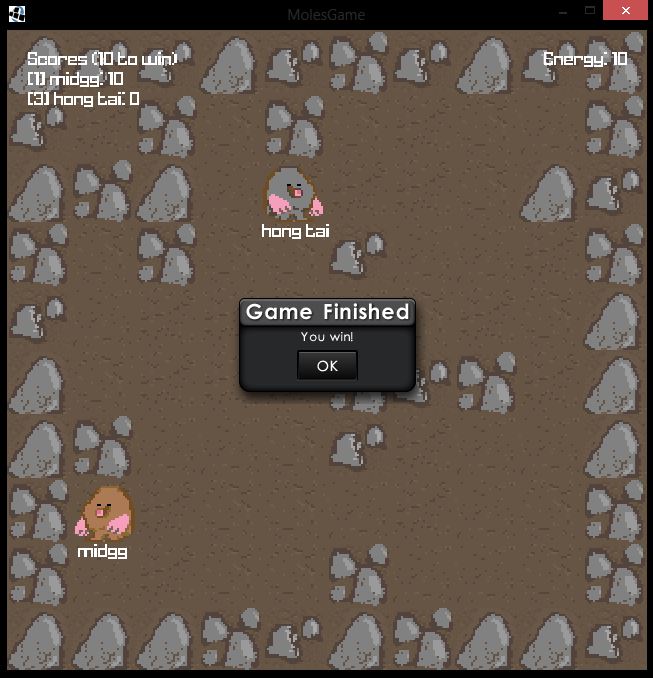 MolesGame
Scores (10 to win)
(1) midgg: 10
(3) hong tai: 0
Energy: 10
hong tai
Game Finished
You win!
OK
midgg